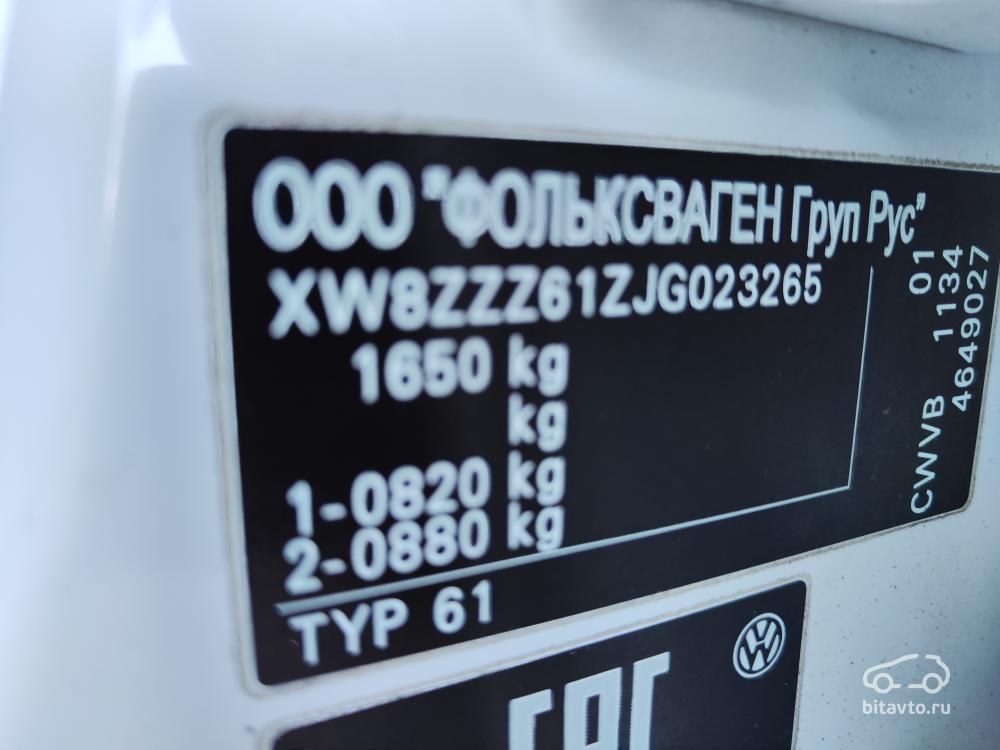 ООО "ФОЛЬКСВАГЕН Груп Рус"
XW8ZZZ61ZJG023265
1650 kg
kg
1-0820 kg
2-0880 kg
TYP 61
CWVB 1134 01
4649027
bitavto.ru